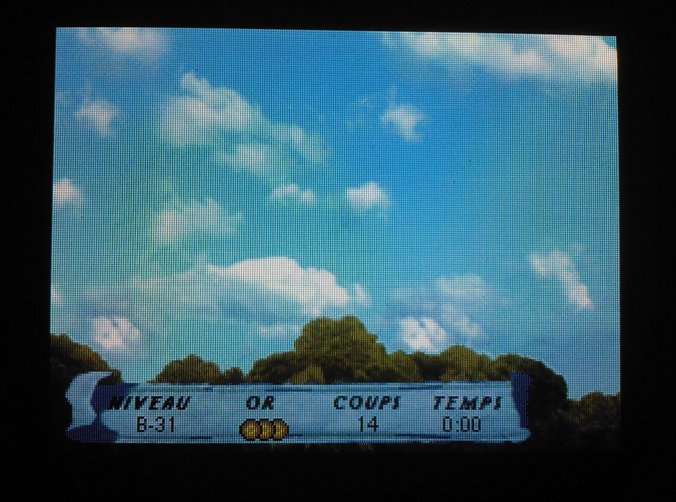 NIVEAU OR COUPS TEMPS
B-31 14 0:00